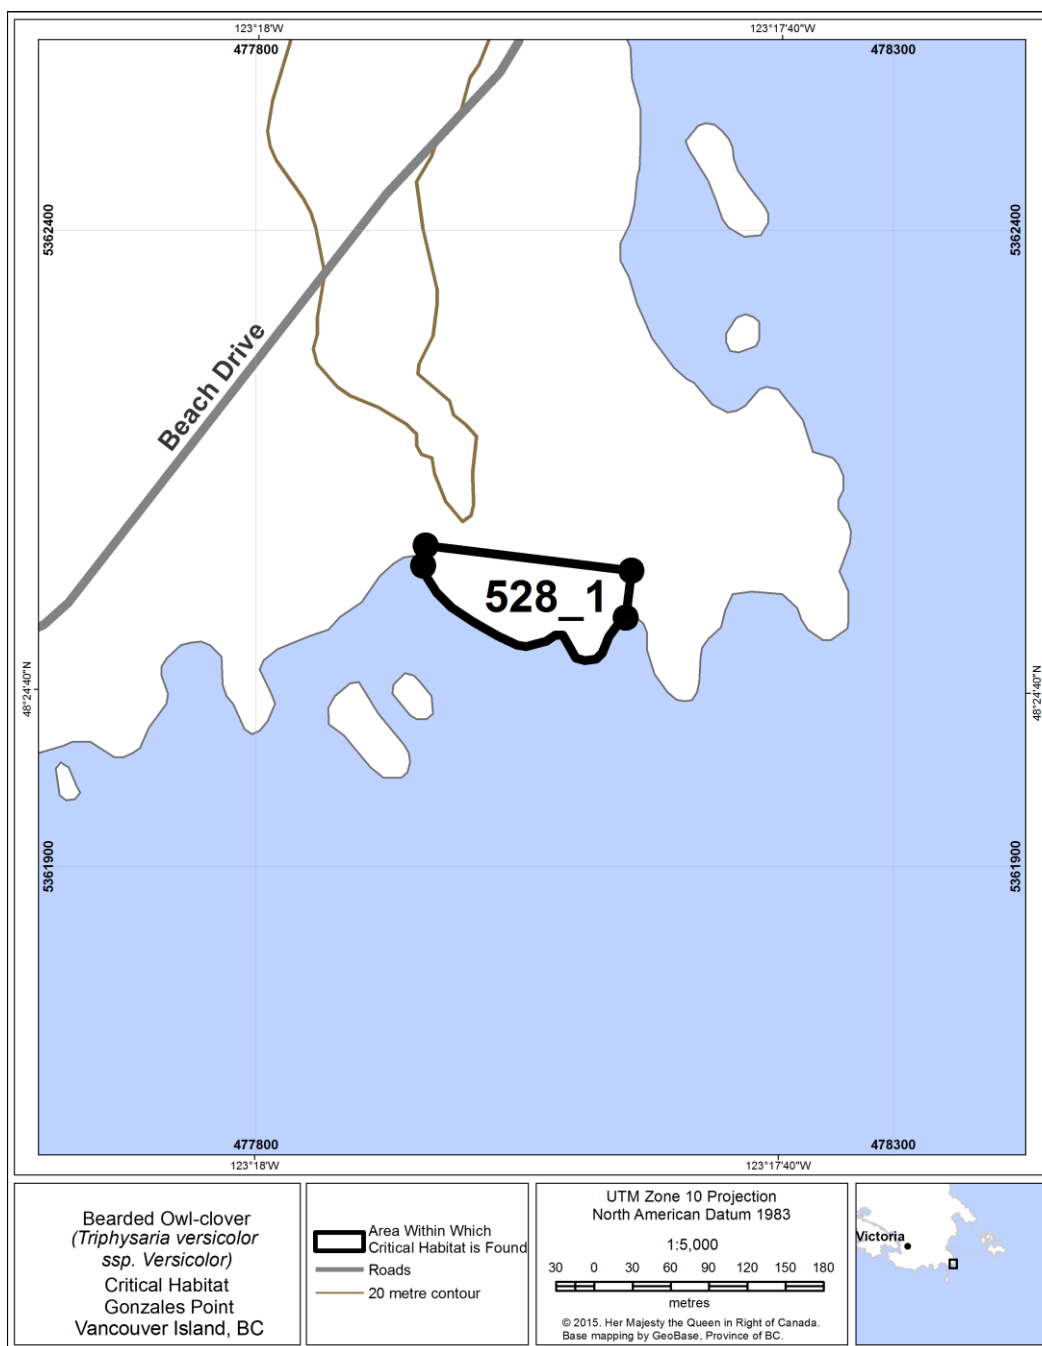 123°18'W 123°17'40"W
477800 478300
5362400 5362400
Beach Drive
528_1
48°24'40"N 48°24'40"N
5361900 5361900
477800 478300
123°18'W 123°17'40"W
Bearded Owl-clover
(Triphysaria versicolor
ssp. Versicolor)
Critical Habitat
Gonzales Point
Vancouver Island, BC
Area Within Which
Critical Habitat is Found
Roads
20 metre contour
UTM Zone 10 Projection
North American Datum 1983
1:5,000
30 0 30 60 90 120 150 180
metres
© 2015. Her Majesty the Queen in Right of Canada.
Base mapping by GeoBase, Province of BC.
Victoria